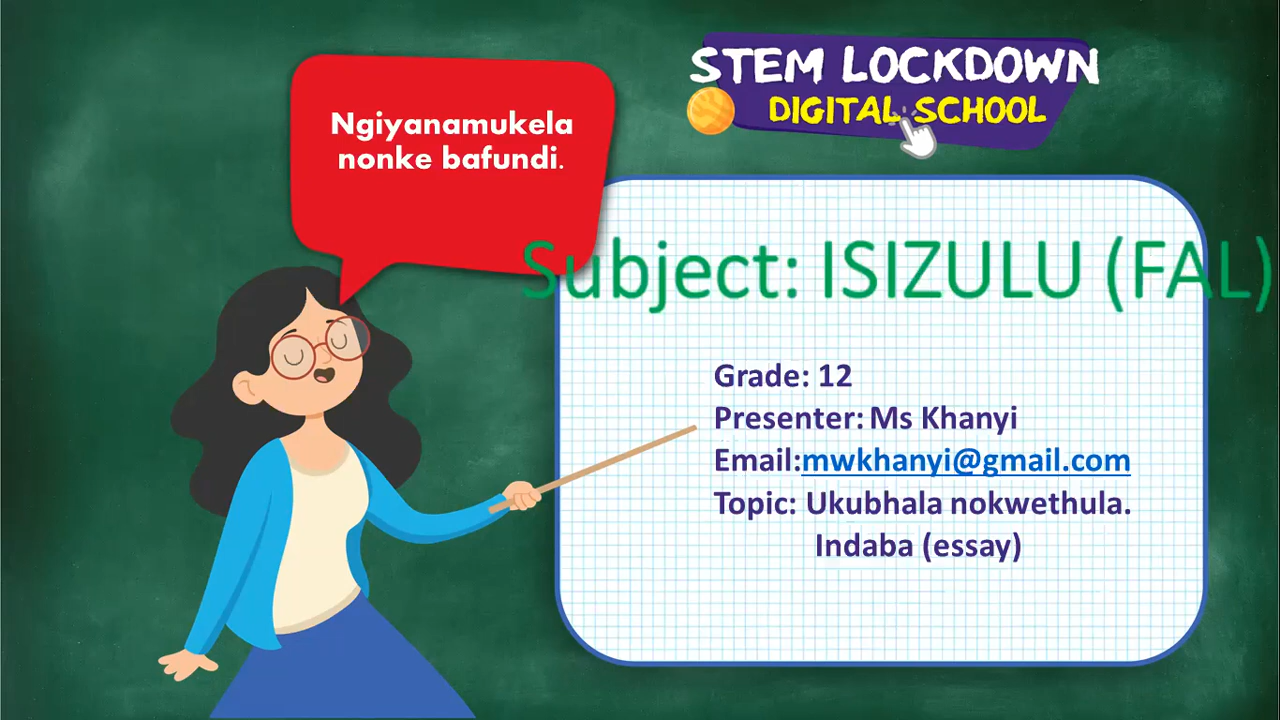 STEM LOCKDOWN
DIGITAL SCHOOL
Ngiyanamukela
nonke bafundi.
Subject: ISIZULU (FAL)
Grade: 12
Presenter: Ms Khanyi
Email:mwkhanyi@gmail.com
Topic: Ukubhala nokwethula.
Indaba (essay)